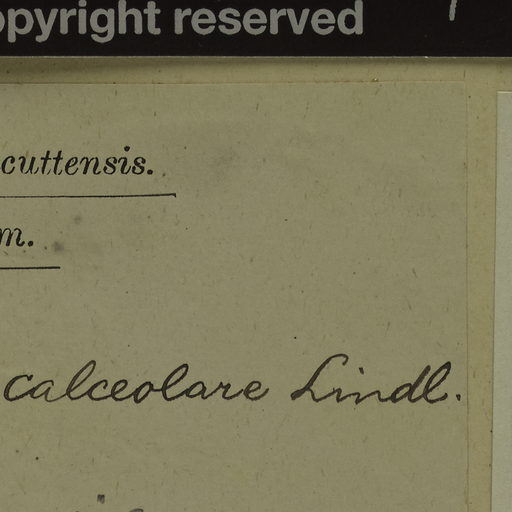 opyright reserved
cuttensis.
m.
calceolare Lindl.